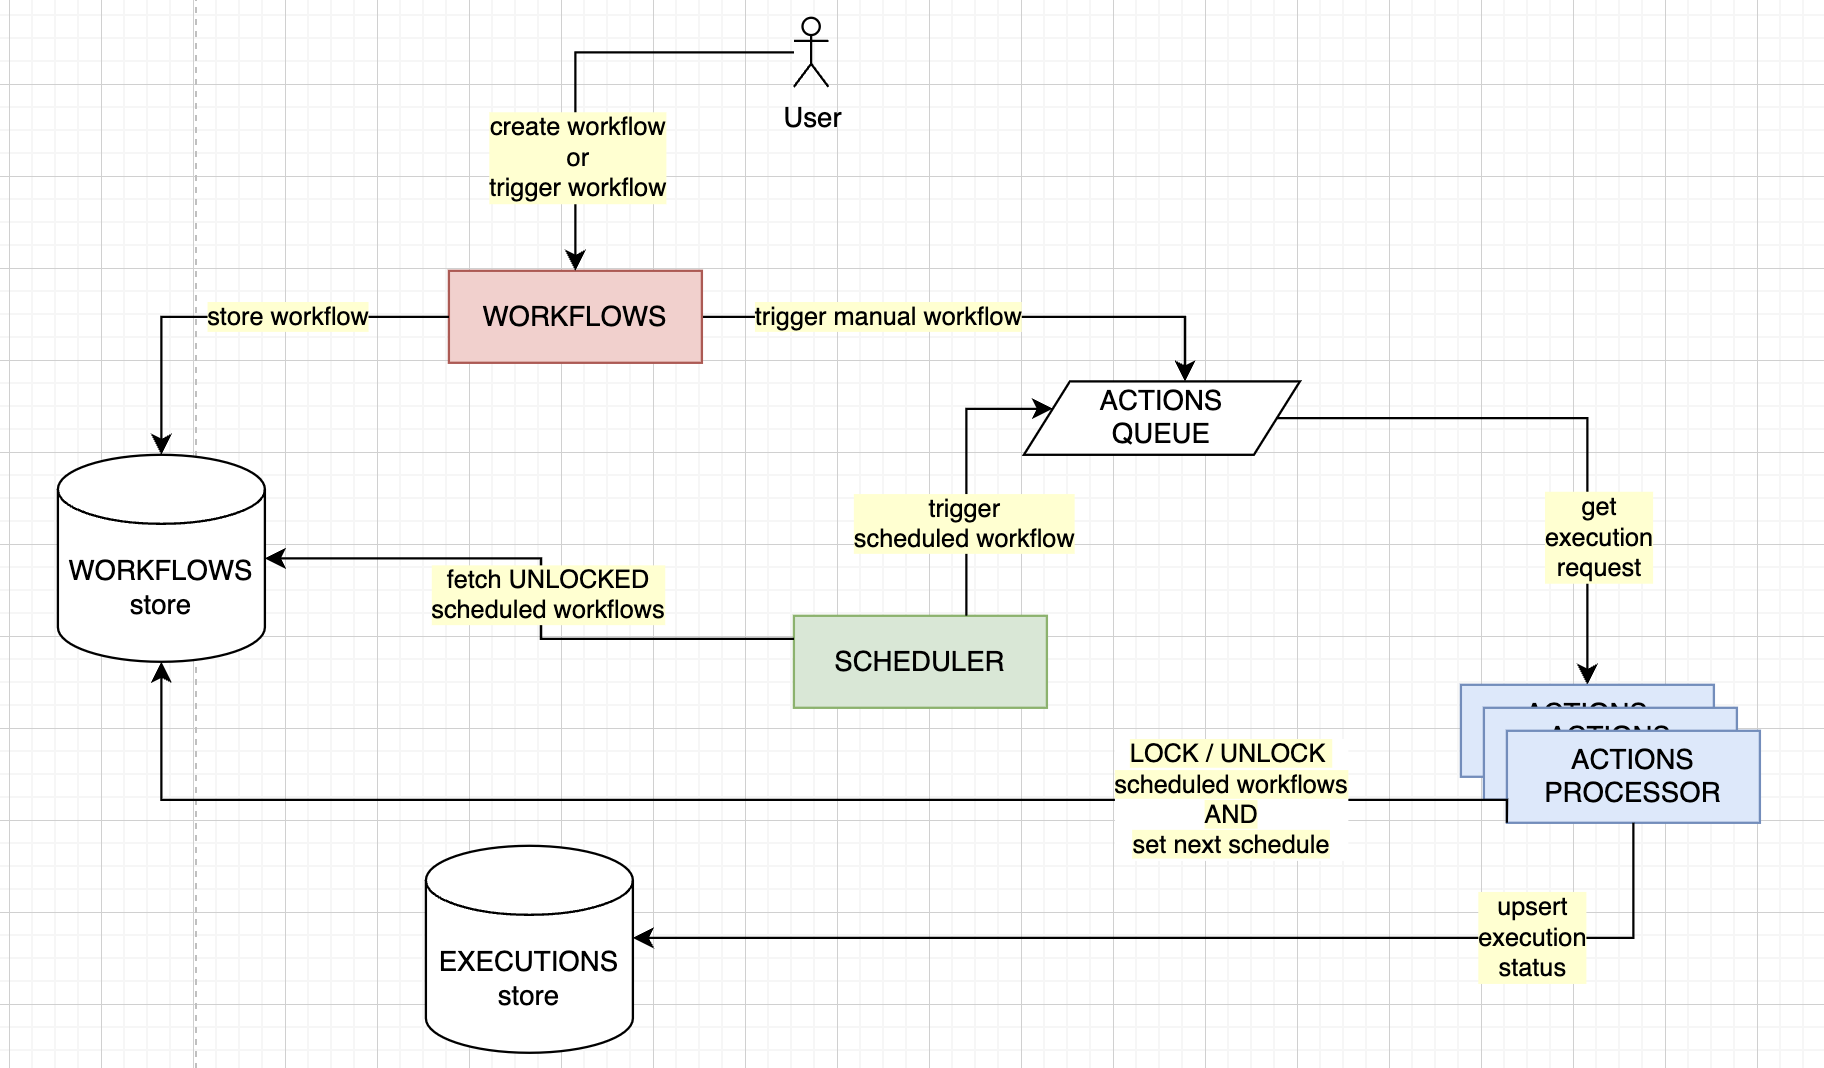 User
create workflow
or
trigger workflow
store workflow
WORKFLOWS
trigger manual workflow
ACTIONS
QUEUE
trigger
scheduled workflow
get
execution
request
WORKFLOWS
store
fetch UNLOCKED
scheduled workflows
SCHEDULER
ACTIONS
ACTIONS
ACTIONS
PROCESSOR
LOCK / UNLOCK
scheduled workflows
AND
set next schedule
upsert
execution
status
EXECUTIONS
store